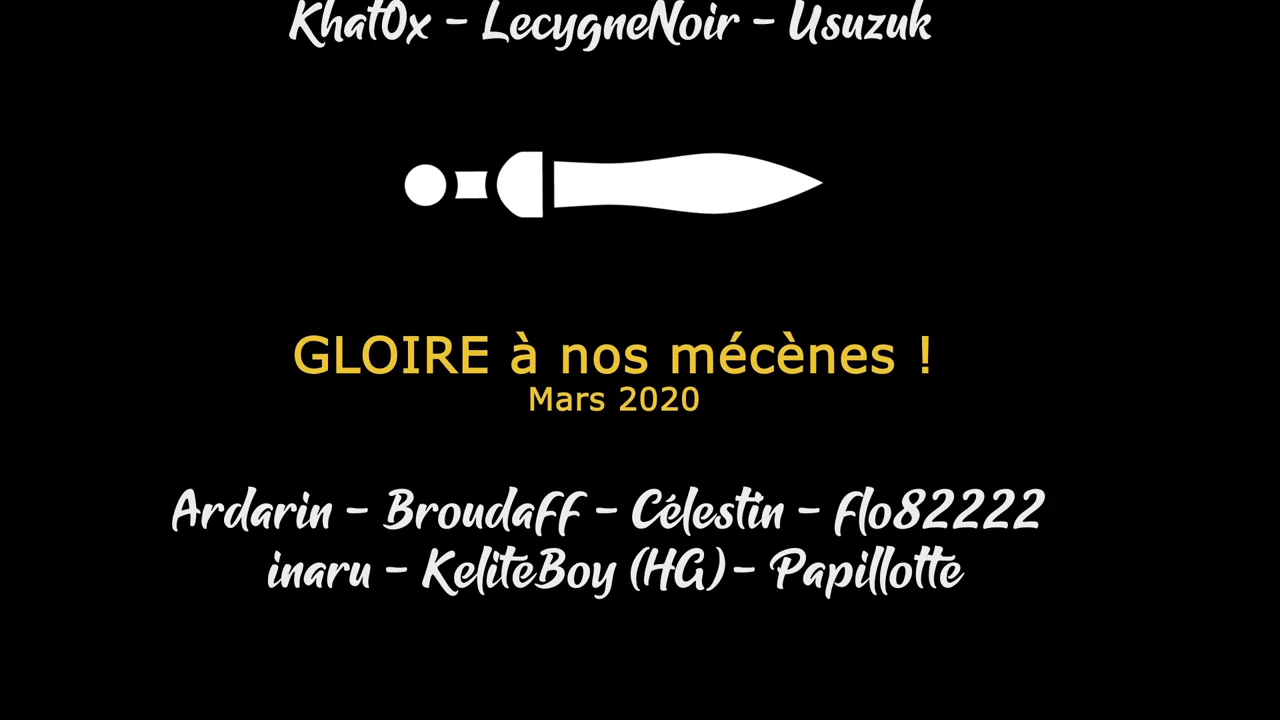 Khat0x - LecygneNoir - Usuzuk
GLOIRE à nos mécènes !
Mars 2020
Ardarin - Broudaff - Célestin - flo82222
inaru - KeliteBoy (HG) - Papillotte